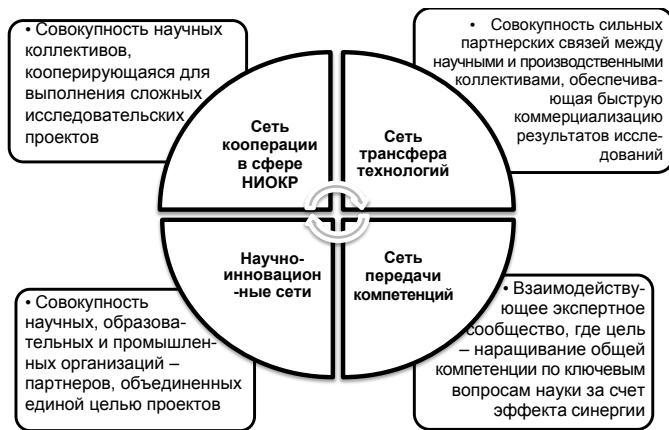 • Совокупность научных
коллективов,
кооперирующаяся для
выполнения сложных
исследовательских
проектов
• Совокупность сильных
партнерских связей между
научными и производственными
коллективами, обеспечива-
ющая быструю
коммерциализацию
результатов иссле-
дований
Сеть
кооперации
в сфере
НИОКР
Сеть
трансфера
технологий
Научно-
инновацион
-ные сети
Сеть
передачи
компетенций
• Совокупность
научных, образова-
тельных и промышлен-
ных организаций –
партнеров, объединенных
единой целью проектов
• Взаимодейству-
ющее экспертное
сообщество, где цель
– наращивание общей
компетенции по ключевым
вопросам науки за счет
эффекта синергии